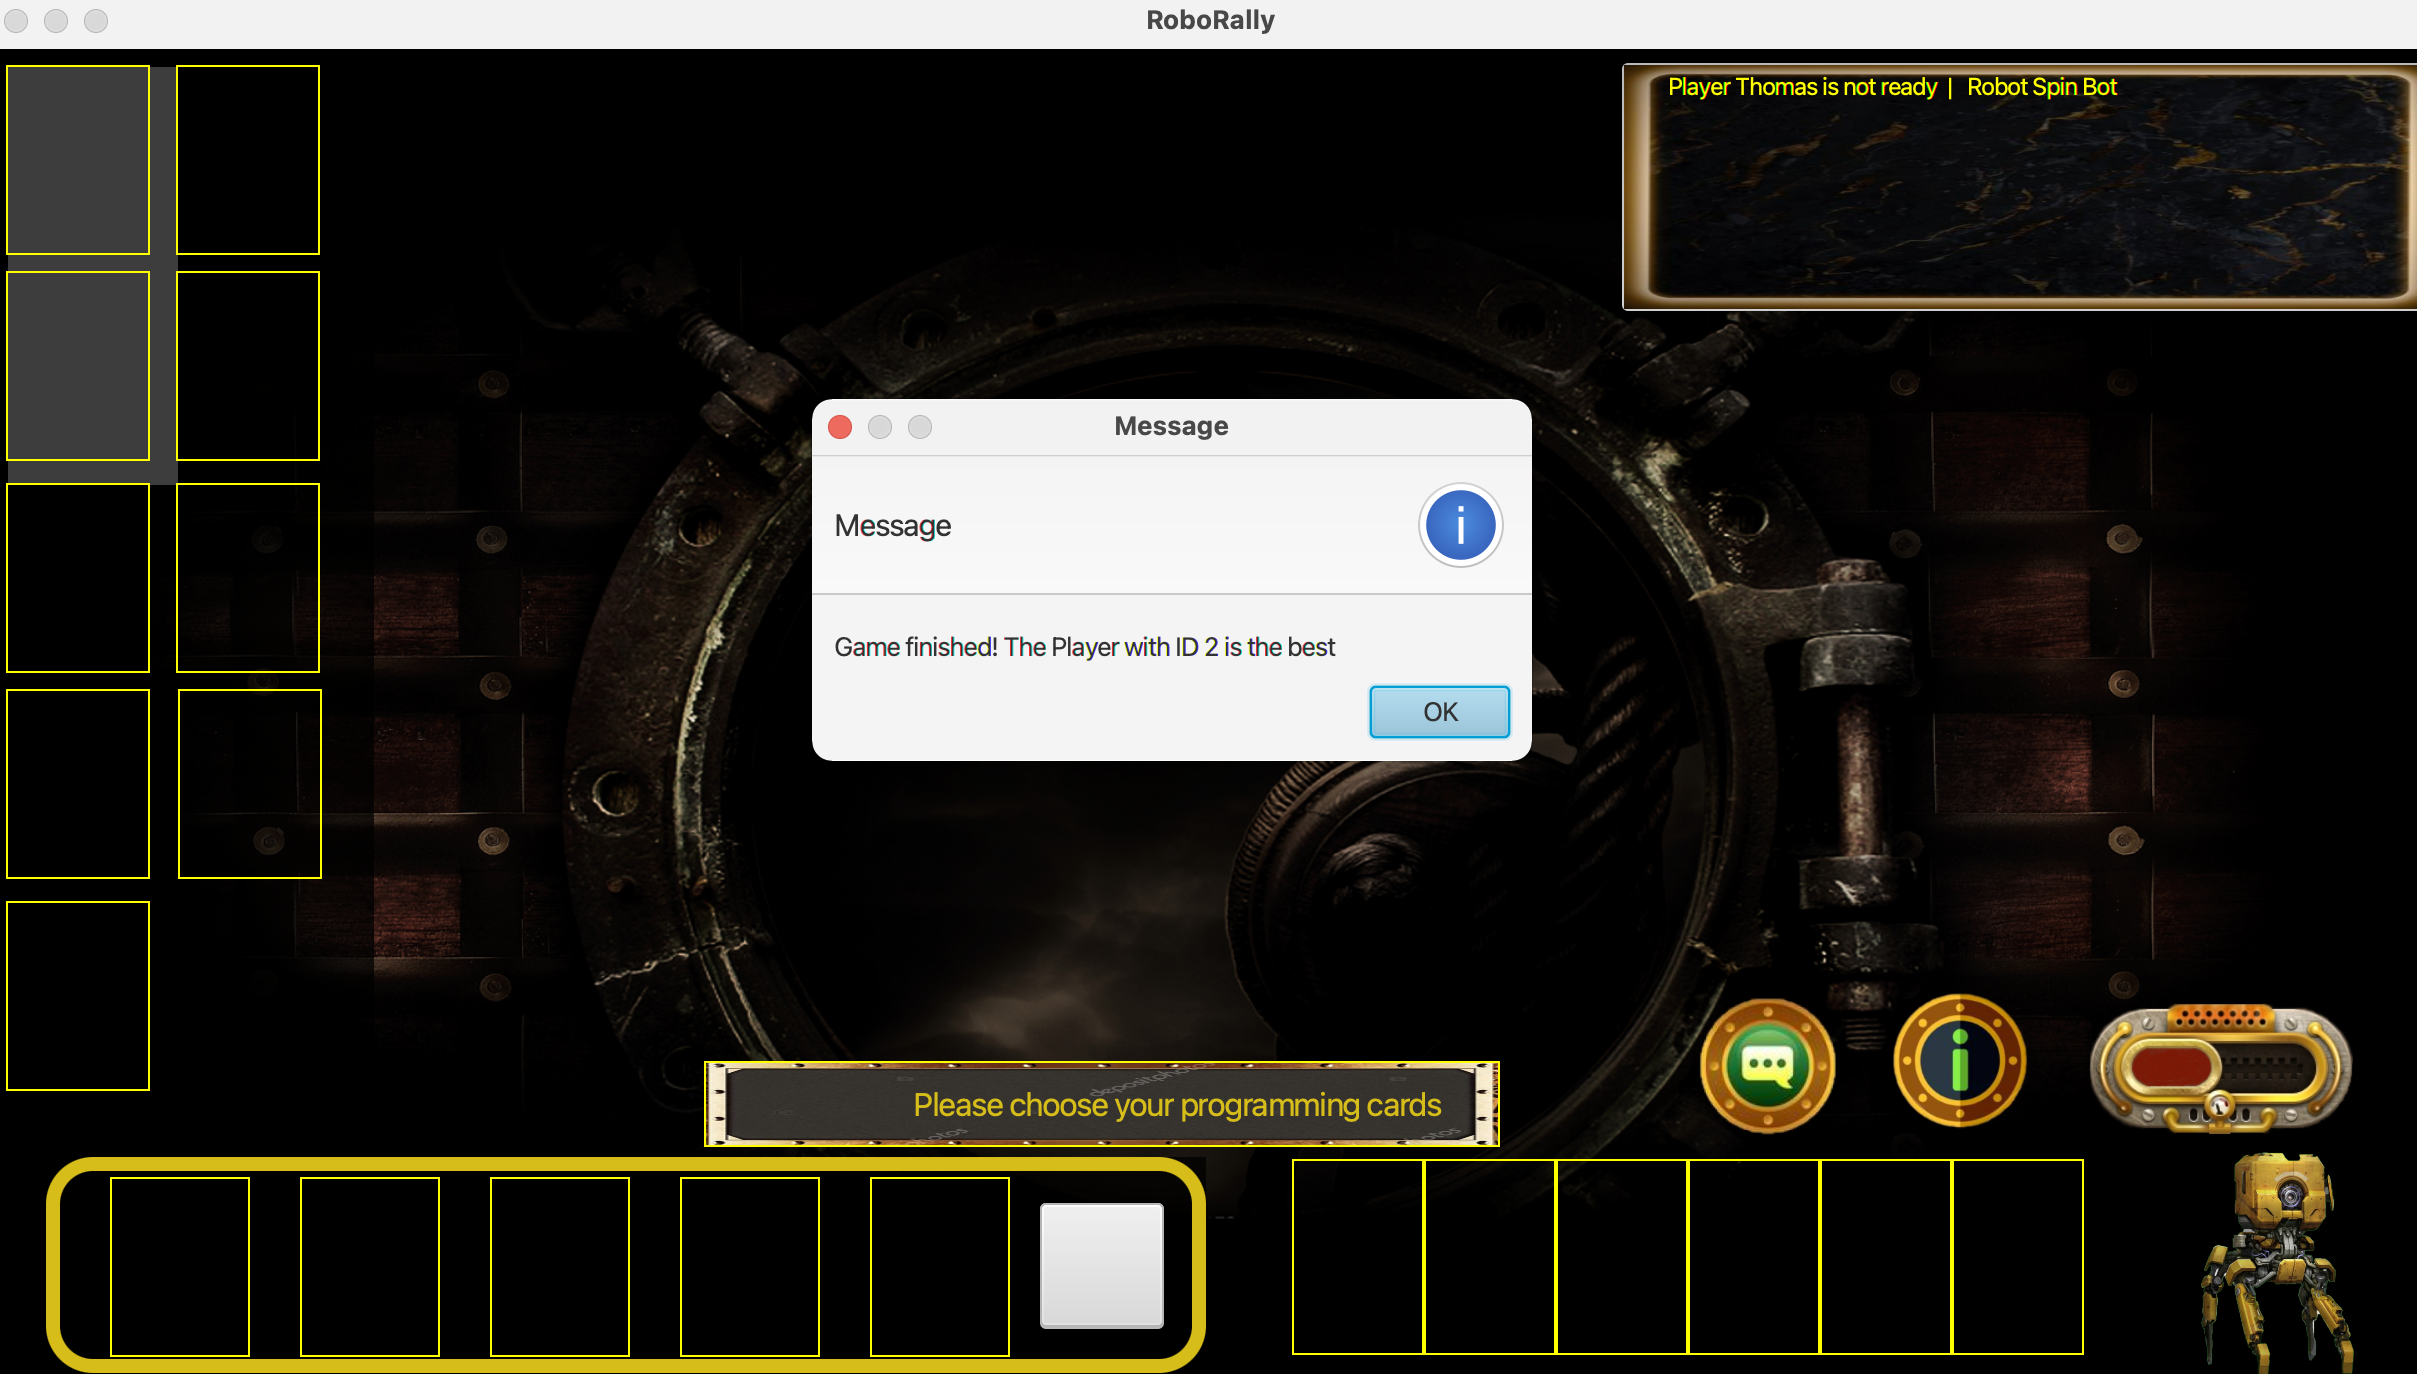 RoboRally
Player Thomas is not ready | Robot Spin Bot
Message
Message
Game finished! The Player with ID 2 is the best
OK
depositphotos
Please choose your programming cards